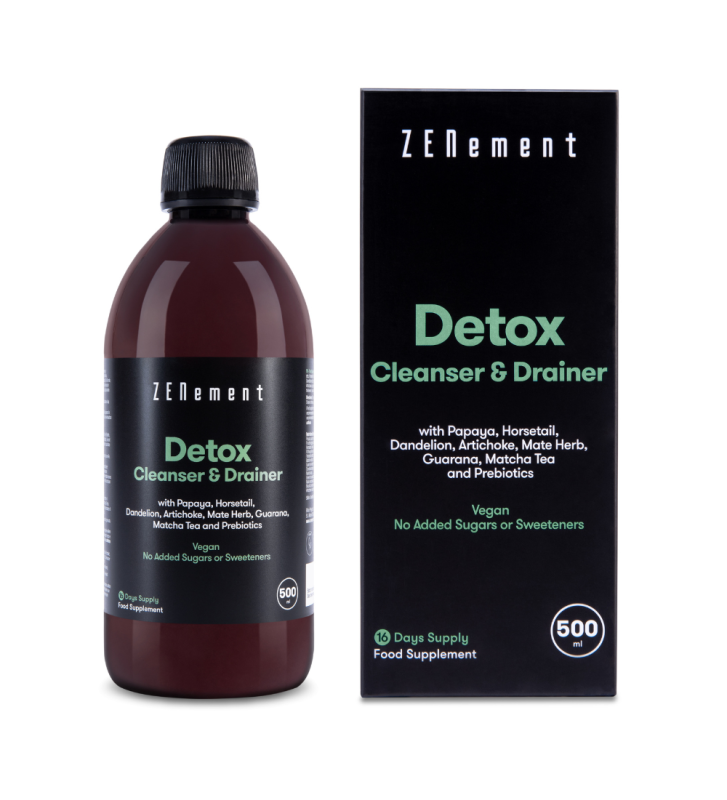 ZENement
Detox
Cleanser & Drainer
with Papaya, Horsetail,
Dandelion, Artichoke, Mate Herb, Guarana,
Matcha Tea and Prebiotics
Vegan
No Added Sugars or Sweeteners
16 Days Supply
Food Supplement
500
ml
ZENement
Detox
Cleanser & Drainer
with Papaya, Horsetail,
Dandelion, Artichoke, Mate Herb,
Guarana, Matcha Tea
and Prebiotics
Vegan
No Added Sugars or Sweeteners
16 Days Supply
Food Supplement
500
ml